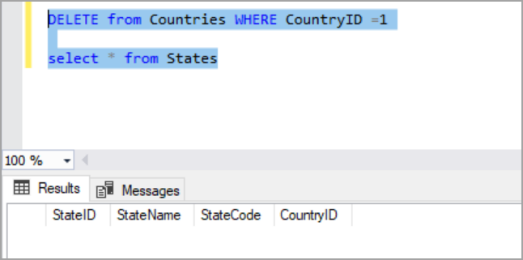 DELETE from Countries WHERE CountryID =1
select * from States
100 %
Results Messages
StateID StateName StateCode CountryID